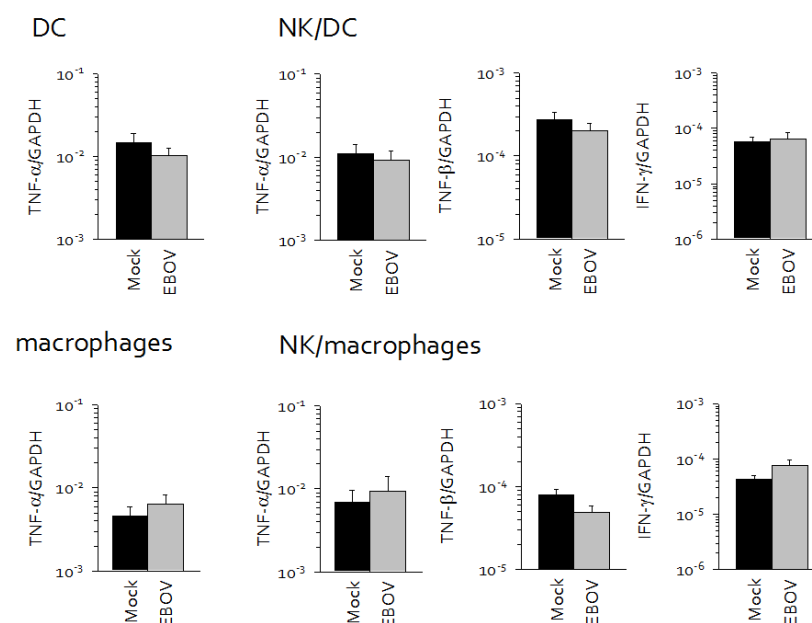 DC
NK/DC
TNF-α/GAPDH
10⁻¹
10⁻²
10⁻³
Mock
EBOV
TNF-α/GAPDH
10⁻¹
10⁻²
10⁻³
Mock
EBOV
TNF-β/GAPDH
10⁻³
10⁻⁴
10⁻⁵
Mock
EBOV
IFN-γ/GAPDH
10⁻³
10⁻⁴
10⁻⁵
10⁻⁶
Mock
EBOV
macrophages
NK/macrophages
TNF-α/GAPDH
10⁻¹
10⁻²
10⁻³
Mock
EBOV
TNF-α/GAPDH
10⁻¹
10⁻²
10⁻³
Mock
EBOV
TNF-β/GAPDH
10⁻³
10⁻⁴
10⁻⁵
Mock
EBOV
IFN-γ/GAPDH
10⁻³
10⁻⁴
10⁻⁵
10⁻⁶
Mock
EBOV